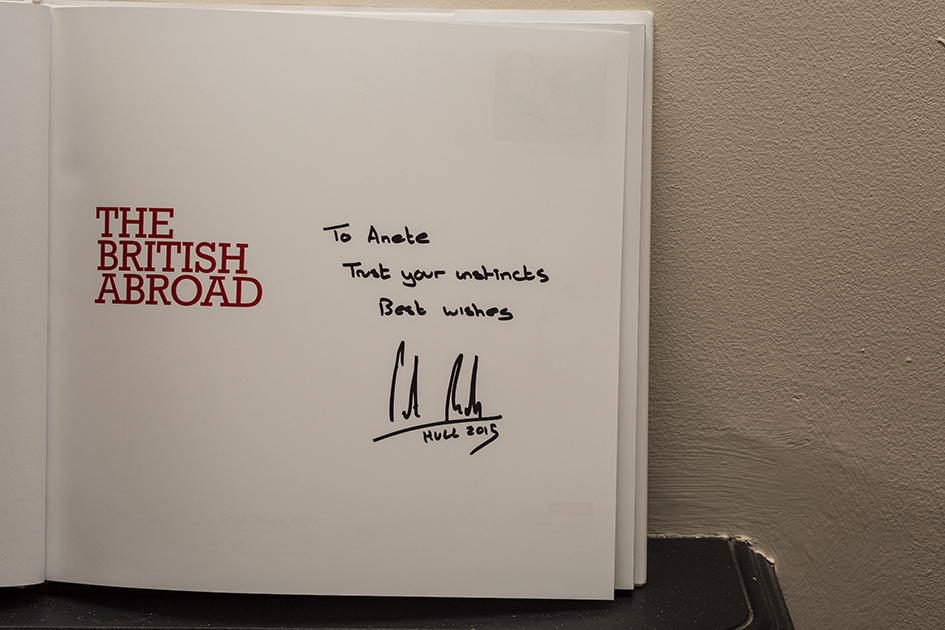 THE
BRITISH
ABROAD
To Anete
Trust your instincts
Best wishes
HULL 2015